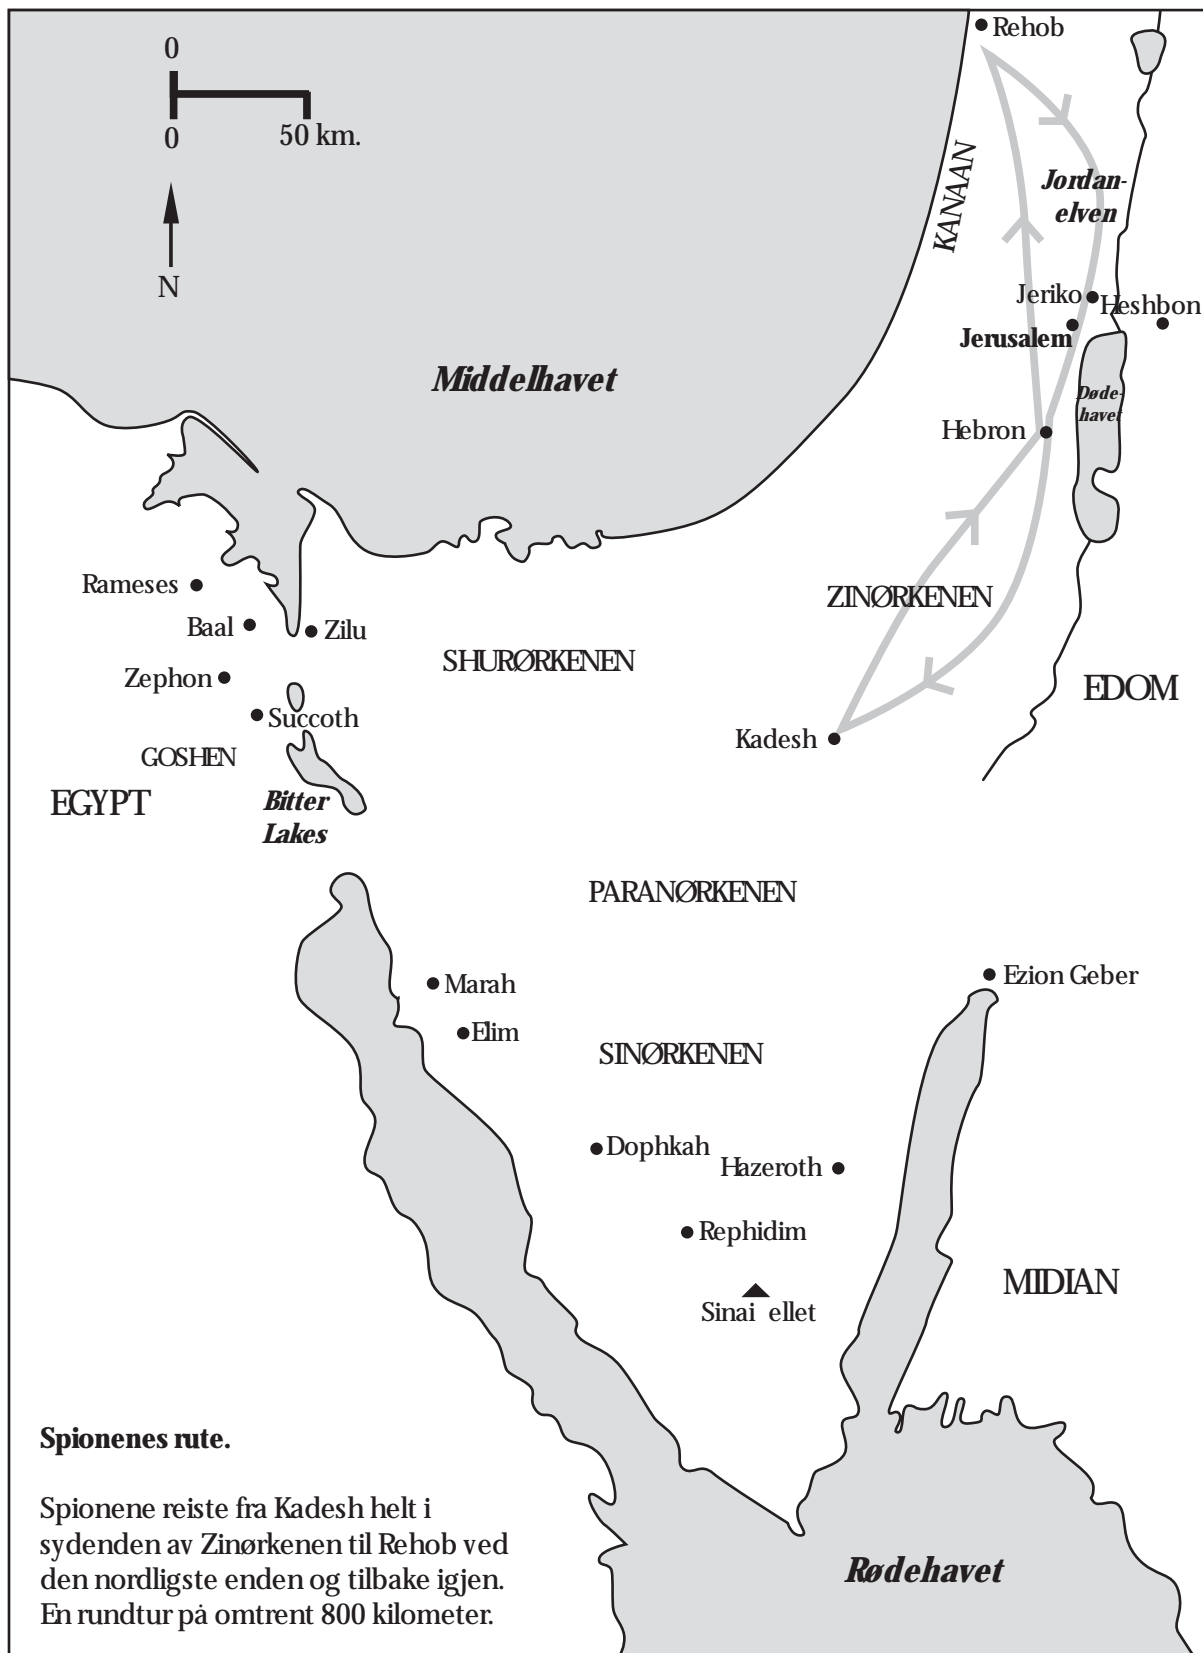 Rehob
0
0
50 km.
KANAAN
Jordan-
elven
N
Jeriko
Heshbon
Jerusalem
Middelhavet
Døde-
havet
Hebron
Rameses
ZINØRKENEN
Baal
Zilu
SHURØRKENEN
Zephon
EDOM
Succoth
Kadesh
GOSHEN
EGYPT
Bitter
Lakes
PARANØRKENEN
Marah
Ezion Geber
Elim
SINØRKENEN
Dophkah
Hazeroth
Rephidim
MIDIAN
Sinai ellet
Spionenes rute.
Spionene reiste fra Kadesh helt i
sydenden av Zinørkenen til Rehob ved
den nordligste enden og tilbake igjen.
En rundtur på omtrent 800 kilometer.
Rødehavet